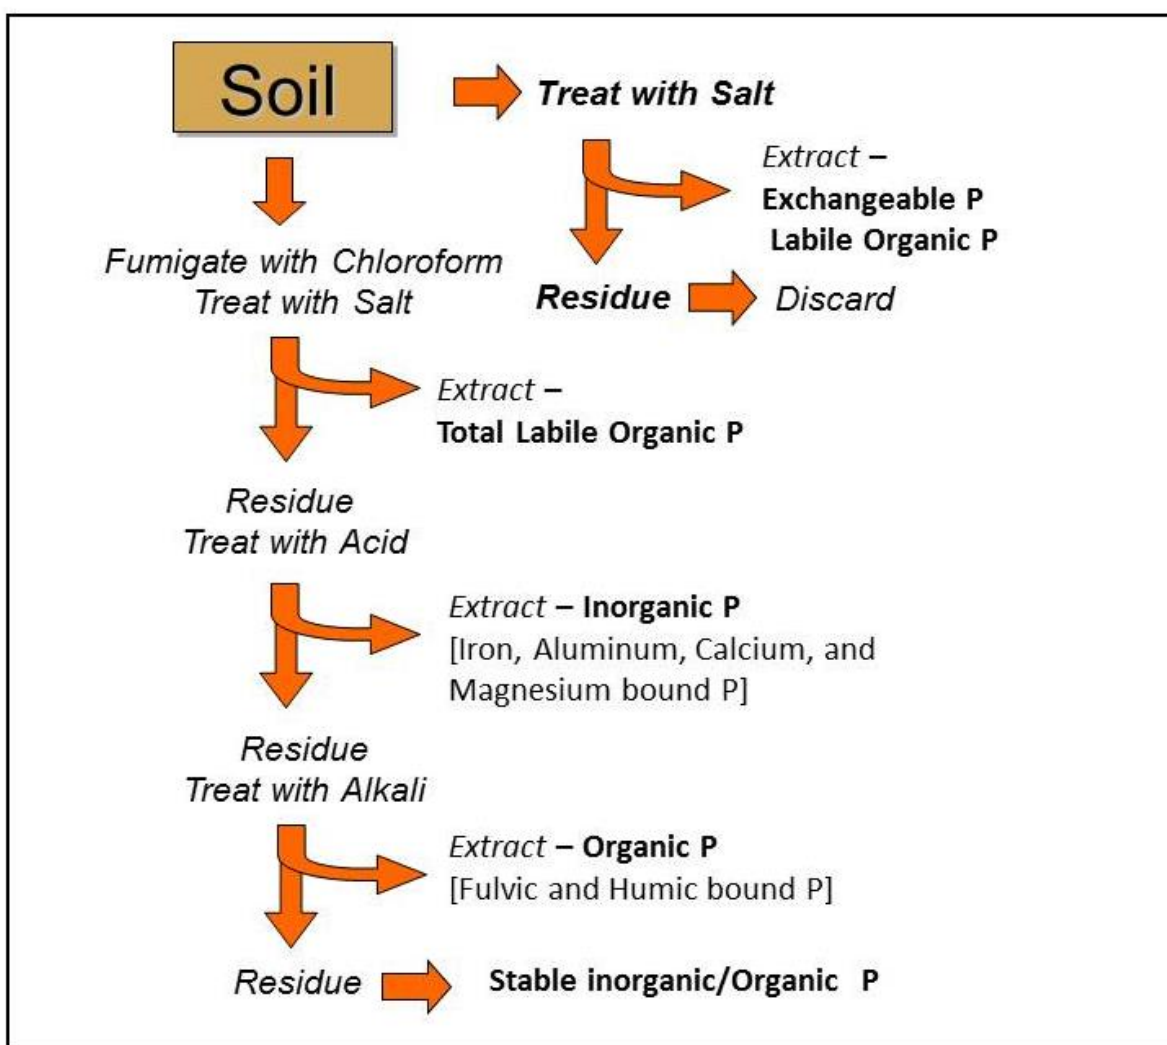 Soil
Treat with Salt
Extract –
Exchangeable P
Labile Organic P
Residue
Discard
Fumigate with Chloroform
Treat with Salt
Extract –
Total Labile Organic P
Residue
Treat with Acid
Extract – Inorganic P
[Iron, Aluminum, Calcium, and
Magnesium bound P]
Residue
Treat with Alkali
Extract – Organic P
[Fulvic and Humic bound P]
Residue
Stable inorganic/Organic P